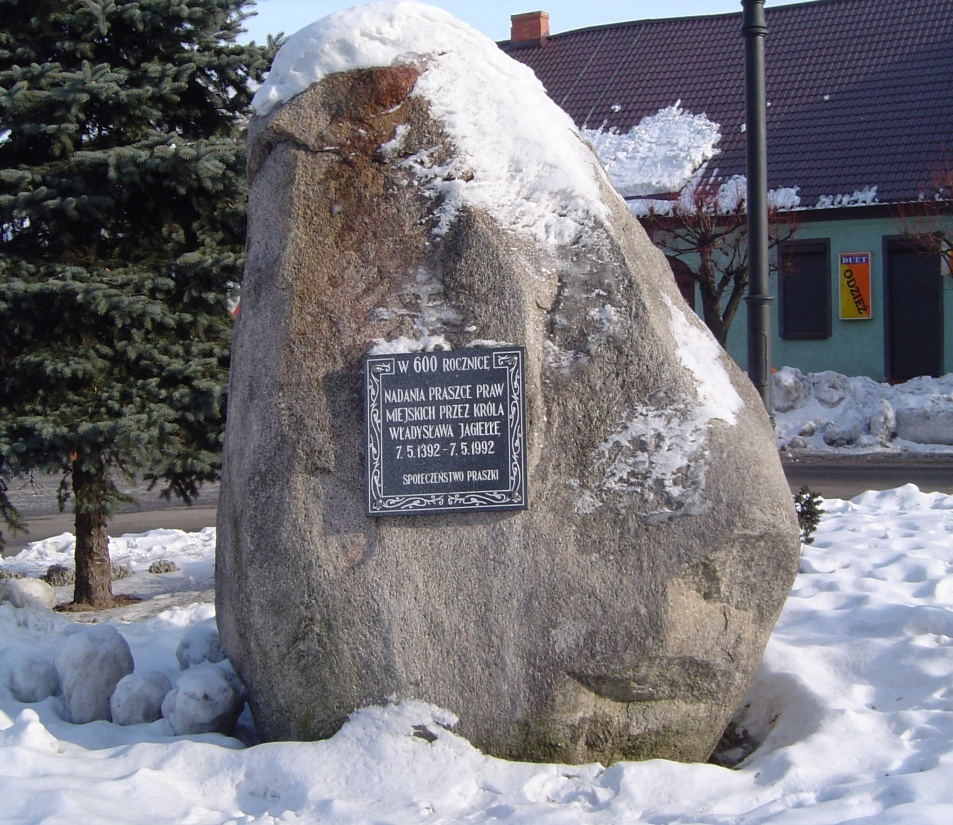 W 600 ROCZNICĘ
NADANIA PRASZCE PRAW
MIEJSKICH PRZEZ KRÓLA
WŁADYSŁAWA JAGIEŁŁĘ
7.5.1392 - 7.5.1992
SPOŁECZEŃSTWO PRASZKI
DUET
ODZIEŻ